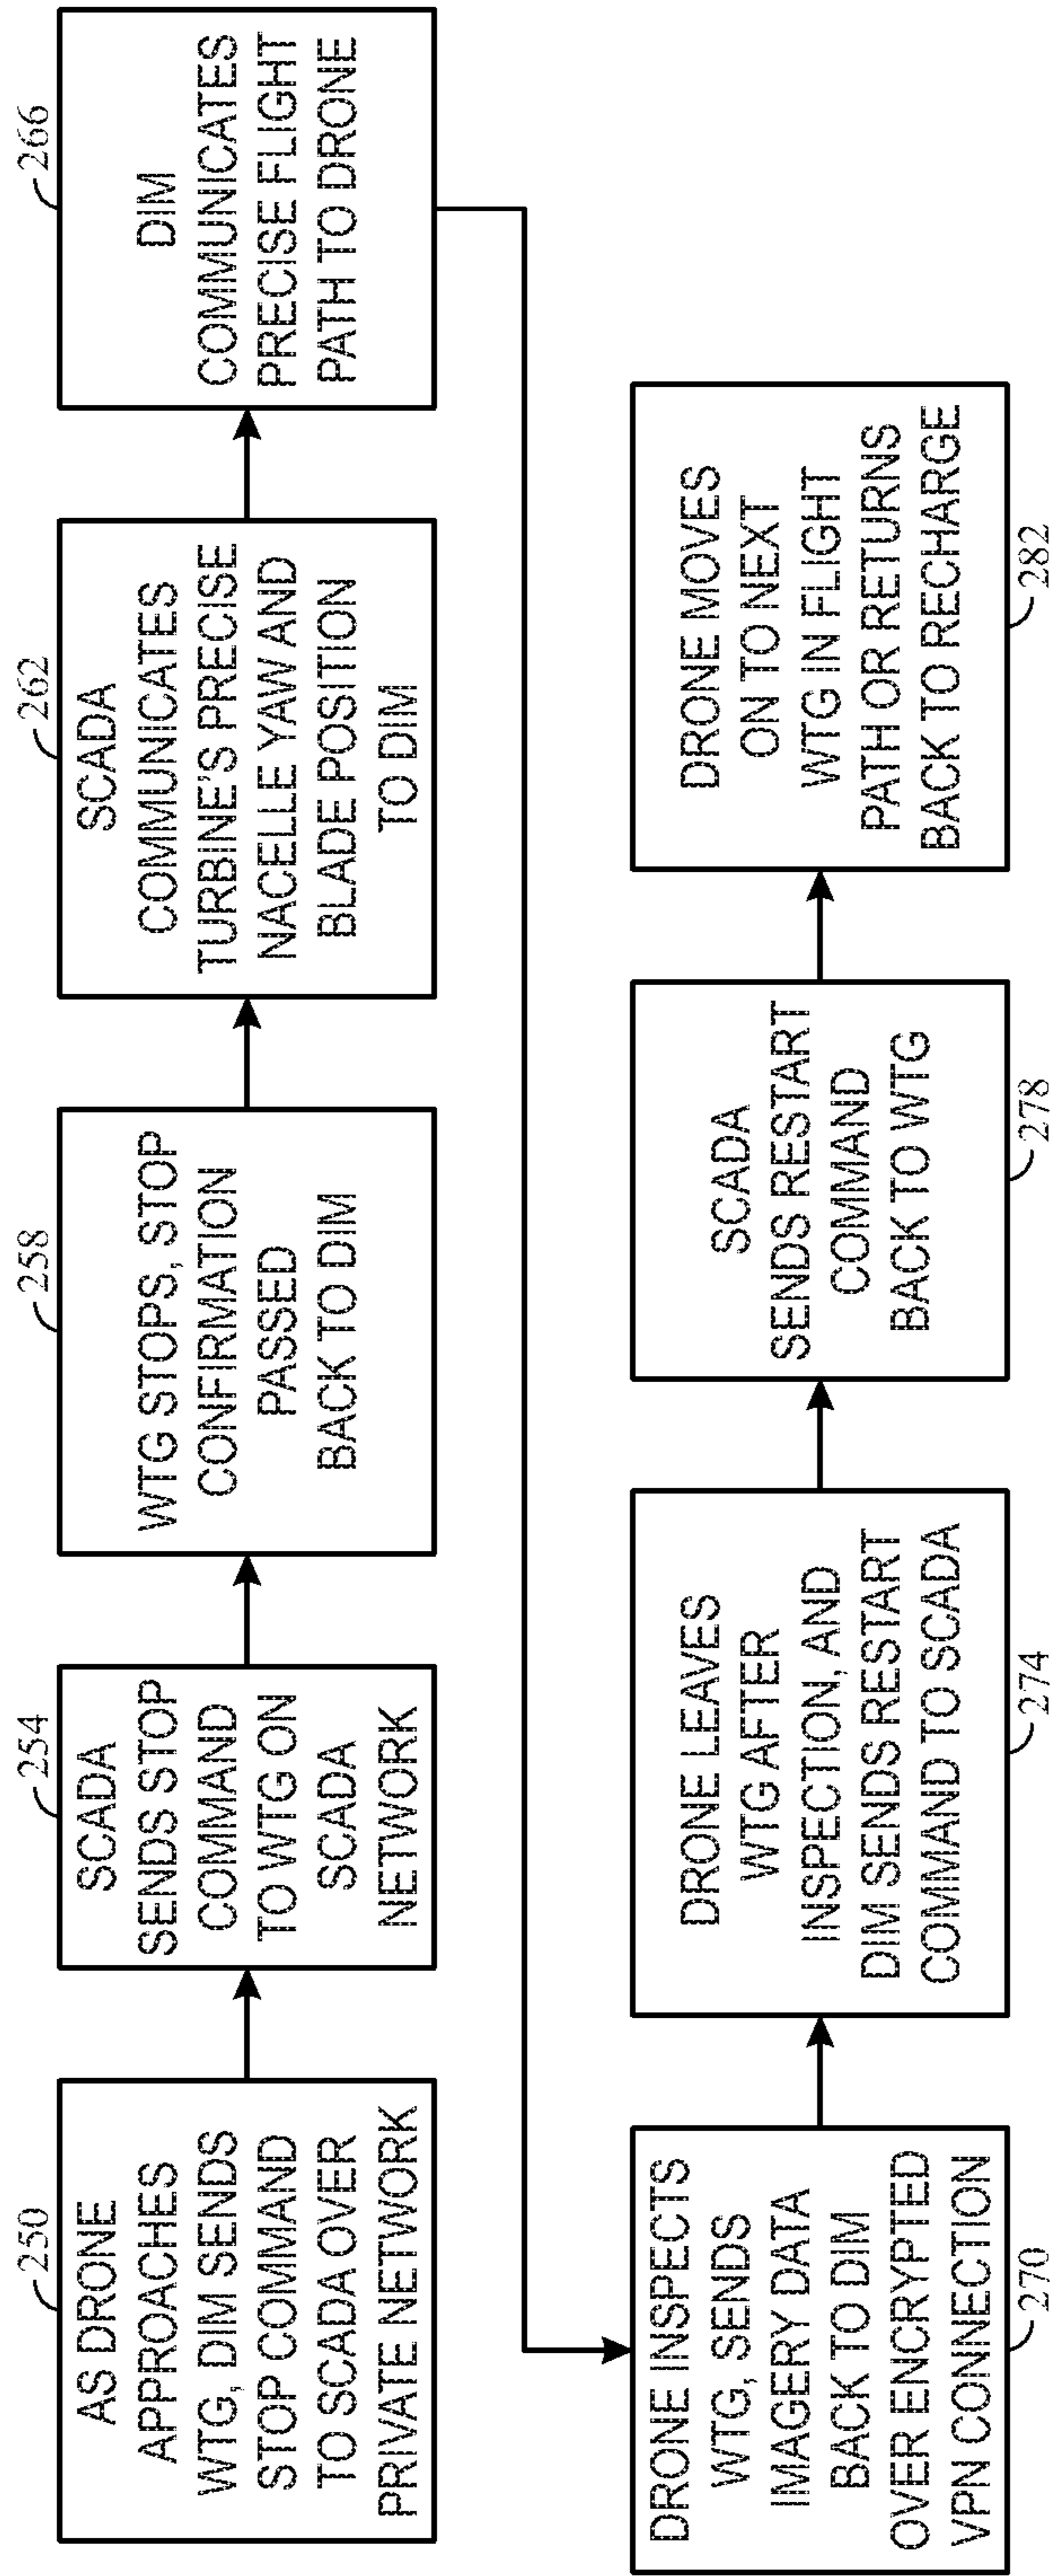 250
AS DRONE
APPROACHES
WTG, DIM SENDS
STOP COMMAND
TO SCADA OVER
PRIVATE NETWORK
254
SCADA
SENDS STOP
COMMAND
TO WTG ON
SCADA
NETWORK
258
WTG STOPS, STOP
CONFIRMATION
PASSED
BACK TO DIM
262
SCADA
COMMUNICATES
TURBINE'S PRECISE
NACELLE YAW AND
BLADE POSITION
TO DIM
266
DIM
COMMUNICATES
PRECISE FLIGHT
PATH TO DRONE
DRONE INSPECTS
WTG, SENDS
IMAGERY DATA
BACK TO DIM
OVER ENCRYPTED
VPN CONNECTION
270
DRONE LEAVES
WTG AFTER
INSPECTION, AND
DIM SENDS RESTART
COMMAND TO SCADA
274
SCADA
SENDS RESTART
COMMAND
BACK TO WTG
278
DRONE MOVES
ON TO NEXT
WTG IN FLIGHT
PATH OR RETURNS
BACK TO RECHARGE
282